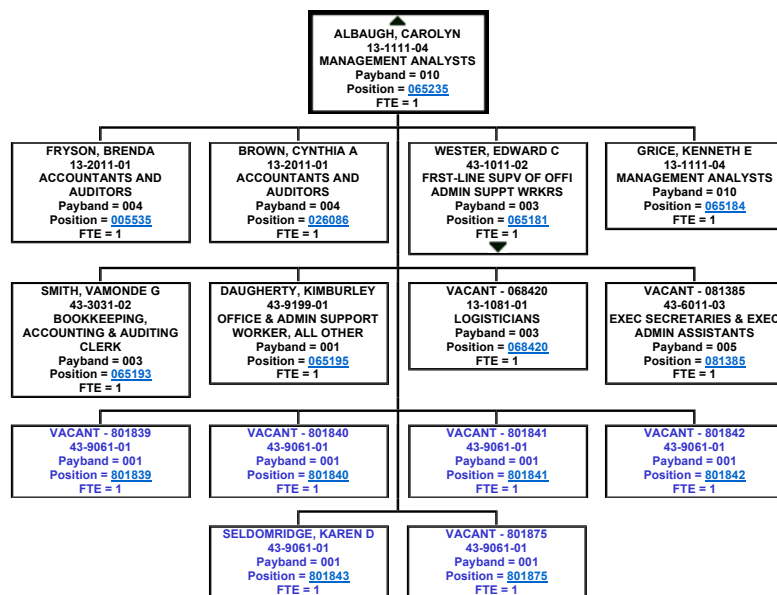 ALBAUGH, CAROLYN
13-1111-04
MANAGEMENT ANALYSTS
Payband = 010
Position = 065235
FTE = 1
FRYSON, BRENDA
13-2011-01
ACCOUNTANTS AND
AUDITORS
Payband = 004
Position = 005535
FTE = 1
BROWN, CYNTHIA A
13-2011-01
ACCOUNTANTS AND
AUDITORS
Payband = 004
Position = 026086
FTE = 1
WESTER, EDWARD C
43-1011-02
FRST-LINE SUPV OF OFFI
ADMIN SUPPT WRKRS
Payband = 003
Position = 065181
FTE = 1
GRICE, KENNETH E
13-1111-04
MANAGEMENT ANALYSTS
Payband = 010
Position = 065184
FTE = 1
SMITH, VAMONDE G
43-3031-02
BOOKKEEPING,
ACCOUNTING & AUDITING
CLERK
Payband = 003
Position = 065193
FTE = 1
DAUGHERTY, KIMBURLEY
43-9199-01
OFFICE & ADMIN SUPPORT
WORKER, ALL OTHER
Payband = 001
Position = 065195
FTE = 1
VACANT - 068420
13-1081-01
LOGISTICIANS
Payband = 003
Position = 068420
FTE = 1
VACANT - 081385
43-6011-03
EXEC SECRETARIES & EXEC
ADMIN ASSISTANTS
Payband = 005
Position = 081385
FTE = 1
VACANT - 801839
43-9061-01
Payband = 001
Position = 801839
FTE = 1
VACANT - 801840
43-9061-01
Payband = 001
Position = 801840
FTE = 1
VACANT - 801841
43-9061-01
Payband = 001
Position = 801841
FTE = 1
VACANT - 801842
43-9061-01
Payband = 001
Position = 801842
FTE = 1
SELDOMRIDGE, KAREN D
43-9061-01
Payband = 001
Position = 801843
FTE = 1
VACANT - 801875
43-9061-01
Payband = 001
Position = 801875
FTE = 1